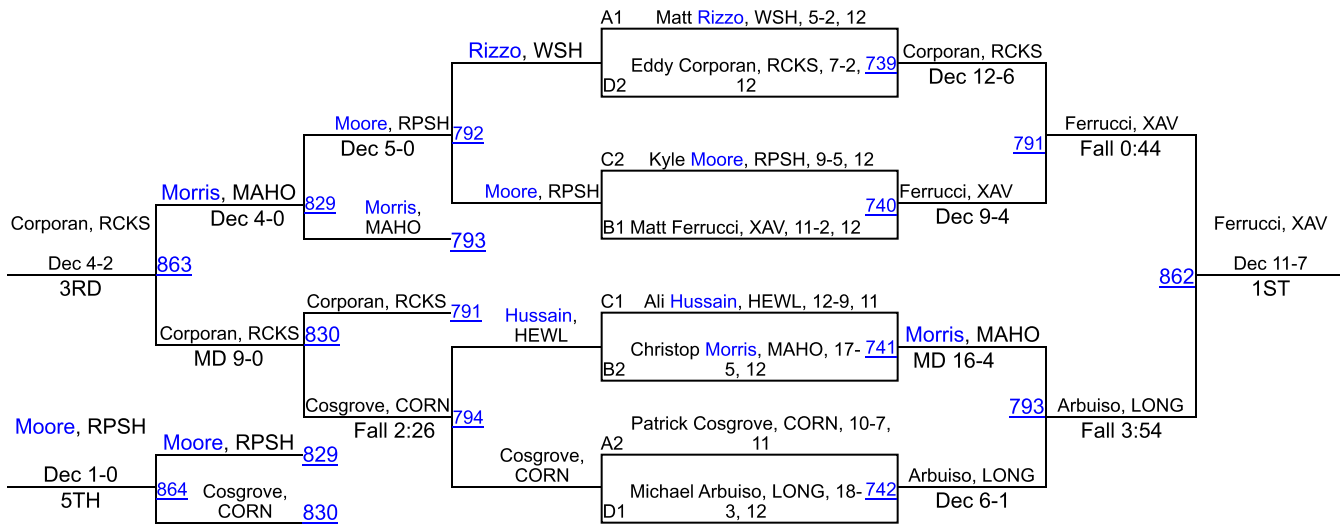 A1 Matt Rizzo, WSH, 5-2, 12
Rizzo, WSH
Eddy Corporan, RCKS, 7-2,
12
739
D2
Corporan, RCKS
Dec 12-6
Moore, RPSH
Dec 5-0
792
791
Ferrucci, XAV
Fall 0:44
C2 Kyle Moore, RPSH, 9-5, 12
Moore, RPSH
740
B1 Matt Ferrucci, XAV, 11-2, 12
Ferrucci, XAV
Dec 9-4
Morris, MAHO
Dec 4-0
829
Morris,
MAHO
793
Corporan, RCKS
Dec 4-2
3RD
863
Ferrucci, XAV
862
Dec 11-7
1ST
Corporan, RCKS
791
C1 Ali Hussain, HEWL, 12-9, 11
Hussain,
HEWL
Christop Morris, MAHO, 17-
5, 12
741
B2
Morris, MAHO
MD 16-4
Corporan, RCKS
MD 9-0
830
Cosgrove, CORN
Fall 2:26
794
793
Arbuiso, LONG
Fall 3:54
Patrick Cosgrove, CORN, 10-7,
11
A2
Cosgrove,
CORN
Michael Arbuiso, LONG, 18-
3, 12
742
D1
Arbuiso, LONG
Dec 6-1
Moore, RPSH
Moore, RPSH
829
Dec 1-0
5TH
864
Cosgrove,
CORN
830